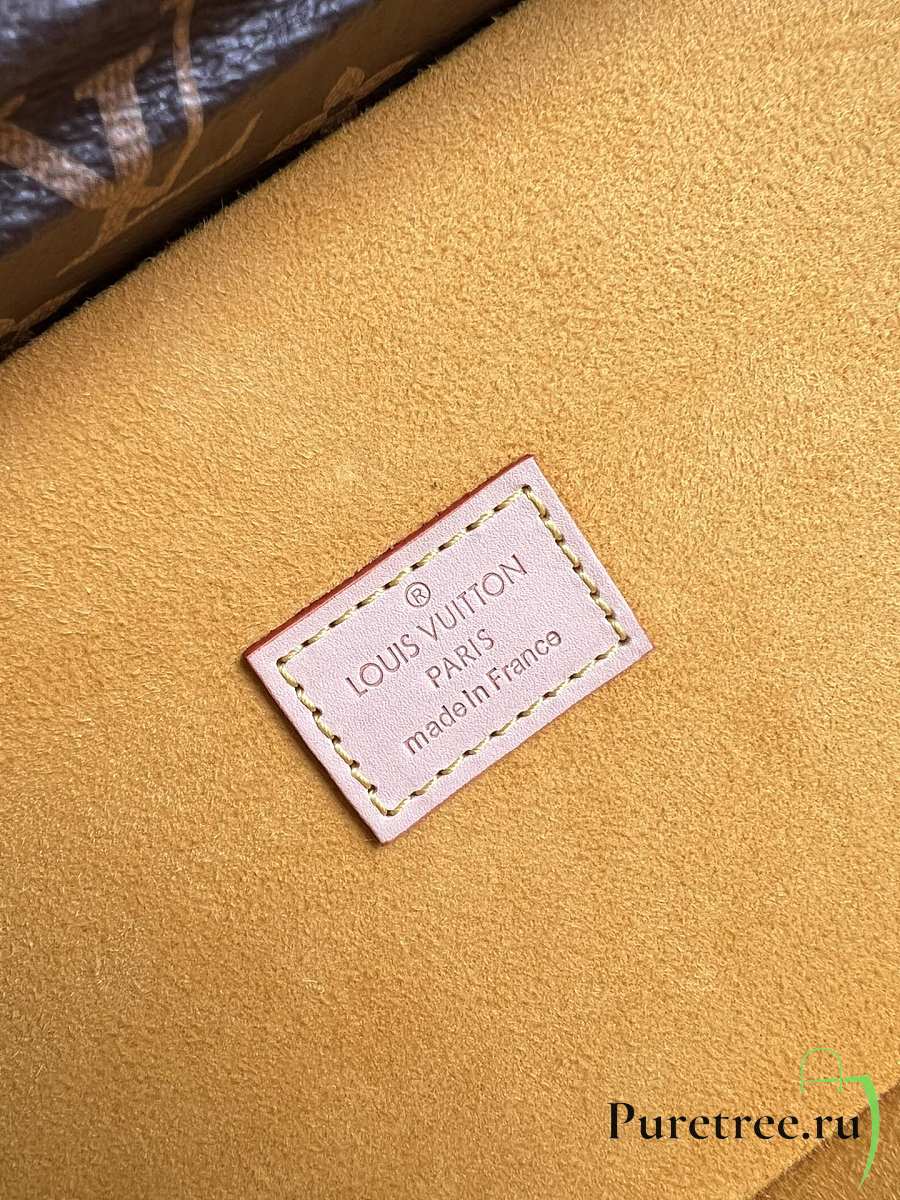 ®
LOUIS VUITTON
PARIS
made in France
Puretree.ru